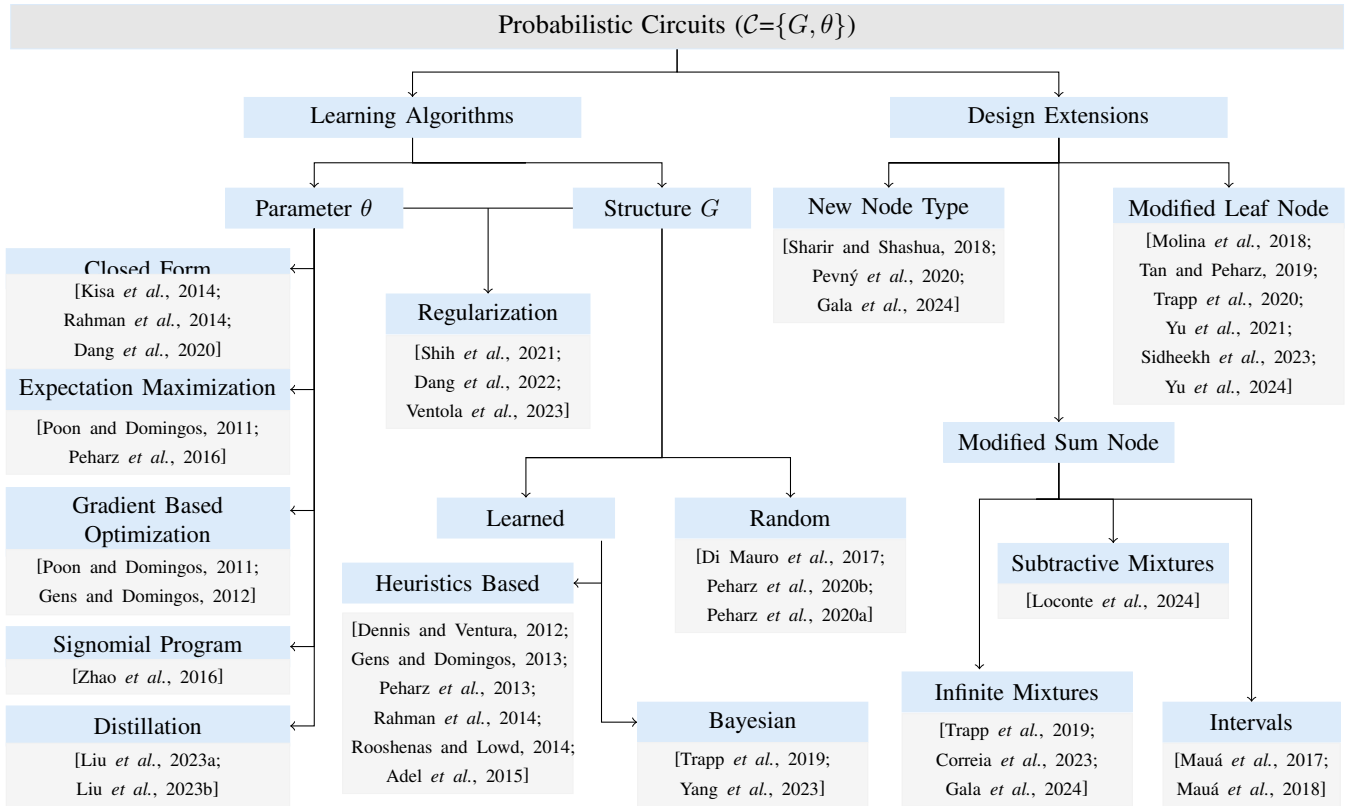 Probabilistic Circuits (𝒞={G, θ})
Learning Algorithms
Design Extensions
Parameter θ
Structure G
New Node Type
[Sharir and Shashua, 2018;
Pevný et al., 2020;
Gala et al., 2024]
Modified Leaf Node
[Molina et al., 2018;
Tan and Peharz, 2019;
Trapp et al., 2020;
Yu et al., 2021;
Sidheekh et al., 2023;
Yu et al., 2024]
Closed Form
[Kisa et al., 2014;
Rahman et al., 2014;
Dang et al., 2020]
Regularization
[Shih et al., 2021;
Dang et al., 2022;
Ventola et al., 2023]
Expectation Maximization
[Poon and Domingos, 2011;
Peharz et al., 2016]
Gradient Based
Optimization
[Poon and Domingos, 2011;
Gens and Domingos, 2012]
Signomial Program
[Zhao et al., 2016]
Distillation
[Liu et al., 2023a;
Liu et al., 2023b]
Learned
Random
[Di Mauro et al., 2017;
Peharz et al., 2020b;
Peharz et al., 2020a]
Heuristics Based
[Dennis and Ventura, 2012;
Gens and Domingos, 2013;
Peharz et al., 2013;
Rahman et al., 2014;
Rooshenas and Lowd, 2014;
Adel et al., 2015]
Bayesian
[Trapp et al., 2019;
Yang et al., 2023]
Modified Sum Node
Subtractive Mixtures
[Loconte et al., 2024]
Infinite Mixtures
[Trapp et al., 2019;
Correia et al., 2023;
Gala et al., 2024]
Intervals
[Mauá et al., 2017;
Mauá et al., 2018]